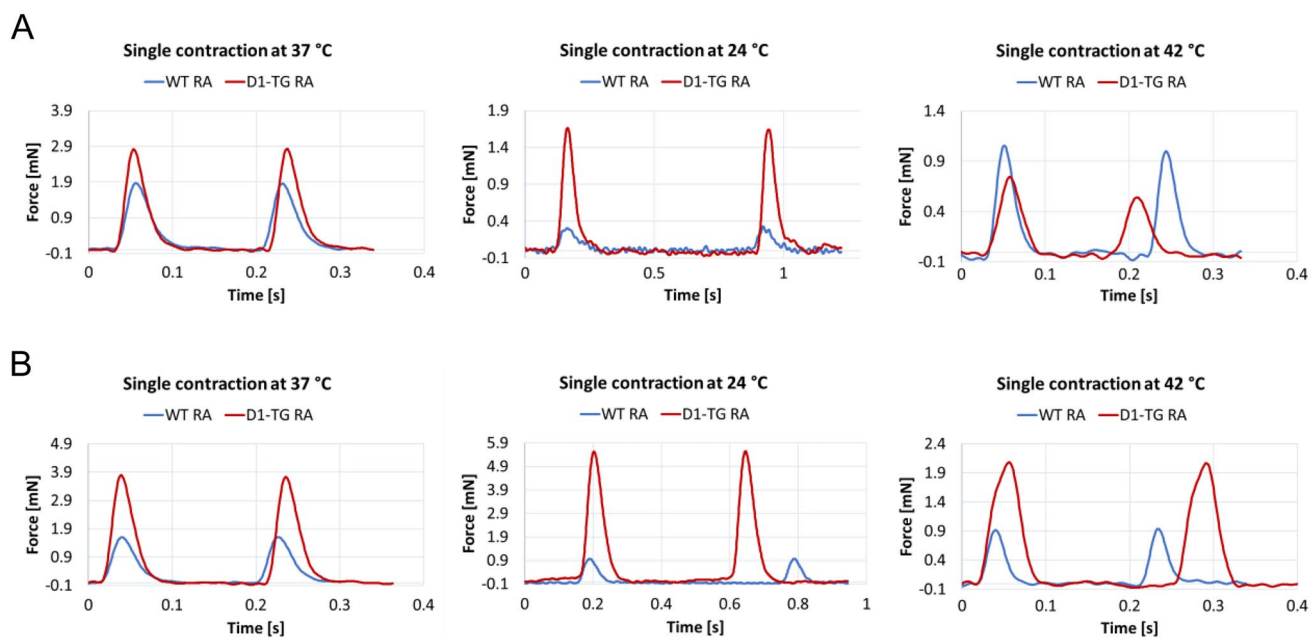 A
Single contraction at 37 °C
WT RA D1-TG RA
Force [mN]
3.9
2.9
1.9
0.9
-0.1
0 0.1 0.2 0.3 0.4
Time [s]
Single contraction at 24 °C
WT RA D1-TG RA
Force [mN]
1.9
1.4
0.9
0.4
-0.1
0 0.5 1
Time [s]
Single contraction at 42 °C
WT RA D1-TG RA
Force [mN]
1.4
0.9
0.4
-0.1
0 0.1 0.2 0.3 0.4
Time [s]
B
Single contraction at 37 °C
WT RA D1-TG RA
Force [mN]
4.9
3.9
2.9
1.9
0.9
-0.1
0 0.1 0.2 0.3 0.4
Time [s]
Single contraction at 24 °C
WT RA D1-TG RA
Force [mN]
5.9
4.9
3.9
2.9
1.9
0.9
-0.1
0 0.2 0.4 0.6 0.8 1
Time [s]
Single contraction at 42 °C
WT RA D1-TG RA
Force [mN]
2.4
1.9
1.4
0.9
0.4
-0.1
0 0.1 0.2 0.3 0.4
Time [s]